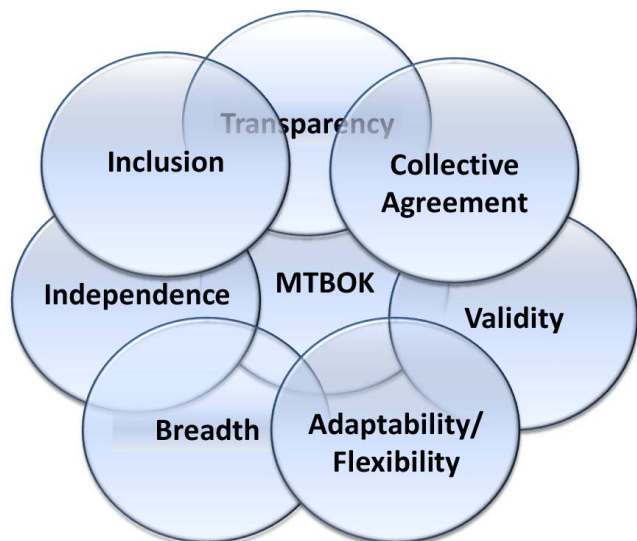 Transparency
Inclusion
Collective
Agreement
Independence
MTBOK
Validity
Breadth
Adaptability/
Flexibility